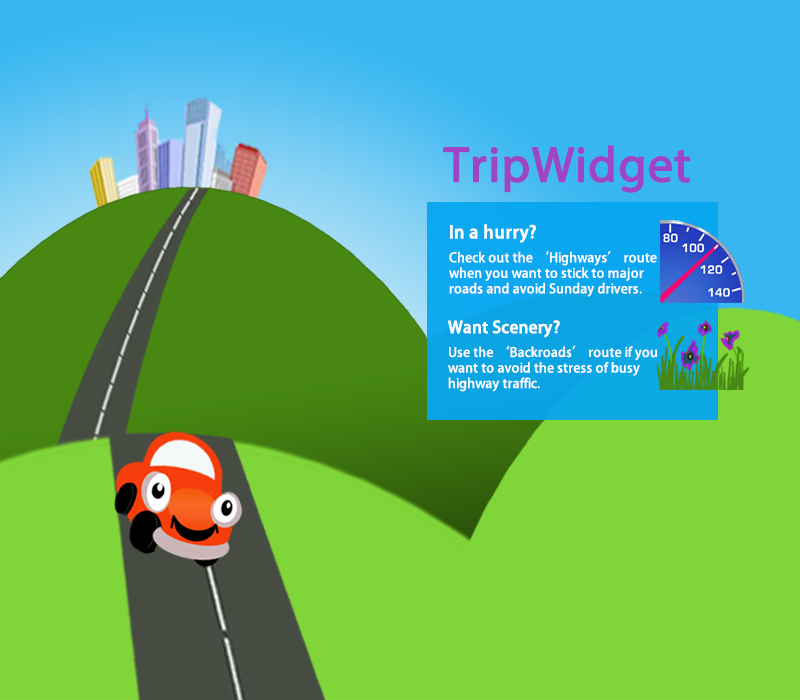 TripWidget
In a hurry?
Check out the ‘Highways’ route
when you want to stick to major
roads and avoid Sunday drivers.
80
100
120
140
Want Scenery?
Use the ‘Backroads’ route if you
want to avoid the stress of busy
highway traffic.